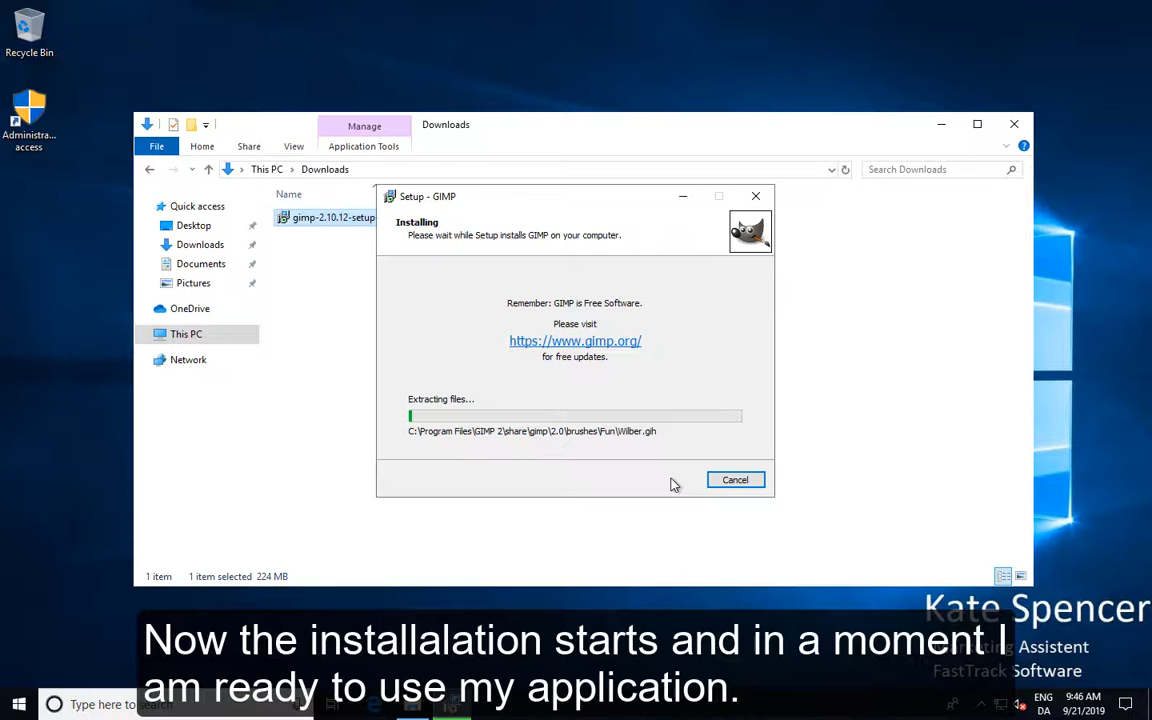 Recycle Bin
Administra...
access
Manage
Downloads
File
Home
Share
View
Application Tools
This PC
Downloads
Search Downloads
Quick access
Desktop
Downloads
Documents
Pictures
OneDrive
This PC
Network
Name
gimp-2.10.12-setup
Setup - GIMP
Installing
Please wait while Setup installs GIMP on your computer.
Remember: GIMP is Free Software.
Please visit
https://www.gimp.org/
for free updates.
Extracting files...
C:\Program Files\GIMP 2\share\gimp\2.0\brushes\Fun\Wilber.gih
Cancel
1 item
1 item selected 224 MB
Kate Spencer
Marketing Assistent
FastTrack Software
Now the installalation starts and in a moment I
am ready to use my application.
Type here to search
ENG
DA
9:46 AM
9/21/2019